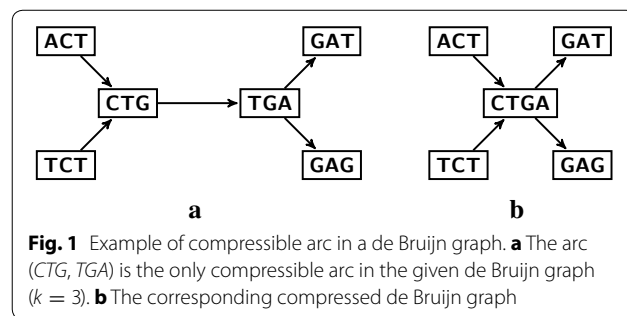 ACT GAT ACT GAT
CTG TGA CTGA
TCT GAG TCT GAG
a b
Fig. 1 Example of compressible arc in a de Bruijn graph. a The arc
(CTG, TGA) is the only compressible arc in the given de Bruijn graph
(k = 3). b The corresponding compressed de Bruijn graph